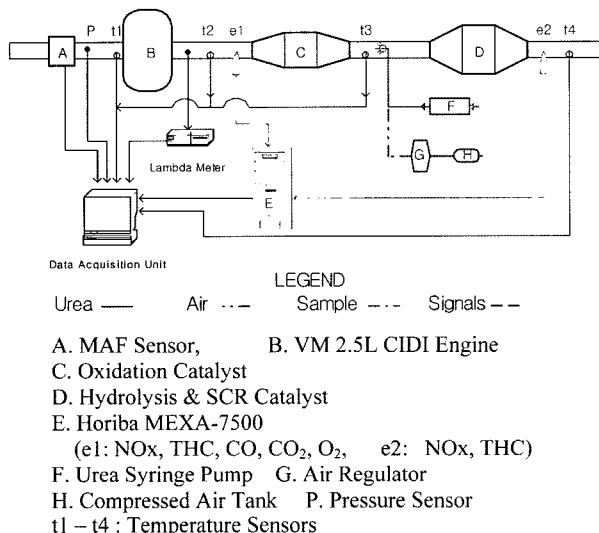 P t1 t2 e1 t3 e2 t4
A B C D
F
G H
Lambda Meter
E
Data Acquisition Unit
LEGEND
Urea Air Sample Signals
A. MAF Sensor, B. VM 2.5L CIDI Engine
C. Oxidation Catalyst
D. Hydrolysis & SCR Catalyst
E. Horiba MEXA-7500
(e1: NOx, THC, CO, CO₂, O₂, e2: NOx, THC)
F. Urea Syringe Pump G. Air Regulator
H. Compressed Air Tank P. Pressure Sensor
t1 – t4 : Temperature Sensors